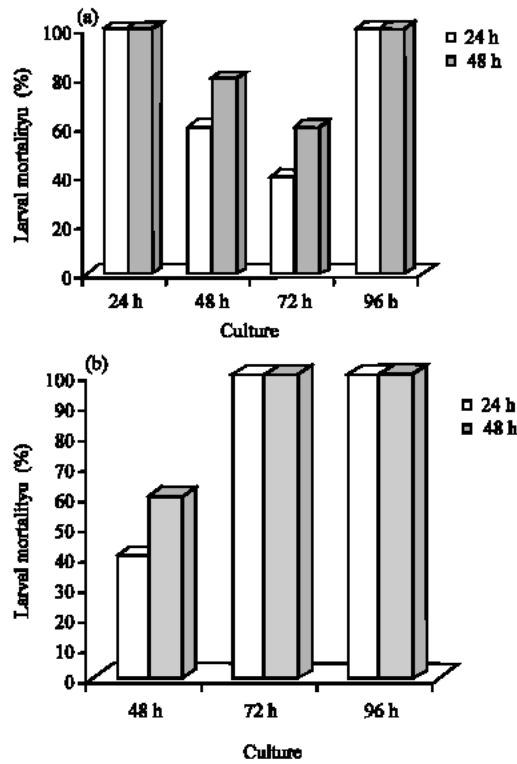 (a)
Larval mortalityu (%)
100
80
60
40
20
0
24 h
48 h
24 h
48 h
72 h
96 h
Culture
(b)
Larval mortalityu (%)
100
90
80
70
60
50
40
30
20
10
0
24 h
48 h
48 h
72 h
96 h
Culture